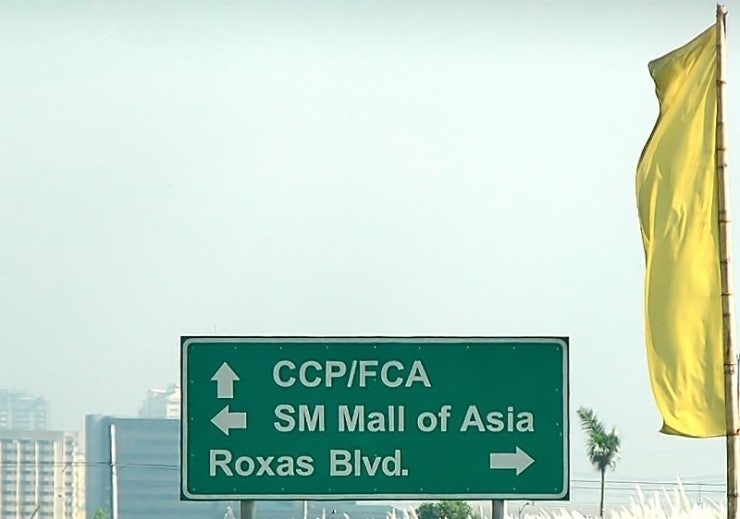 CCP/FCA
SM Mall of Asia
Roxas Blvd.